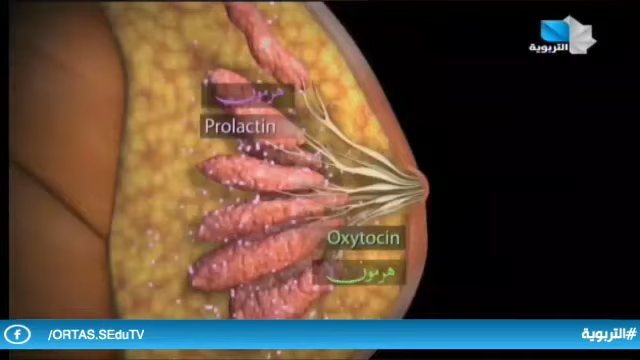 التربوية
هرمون
Prolactin
Oxytocin
هرمون
/ORTAS.SEduTV
#التربوية